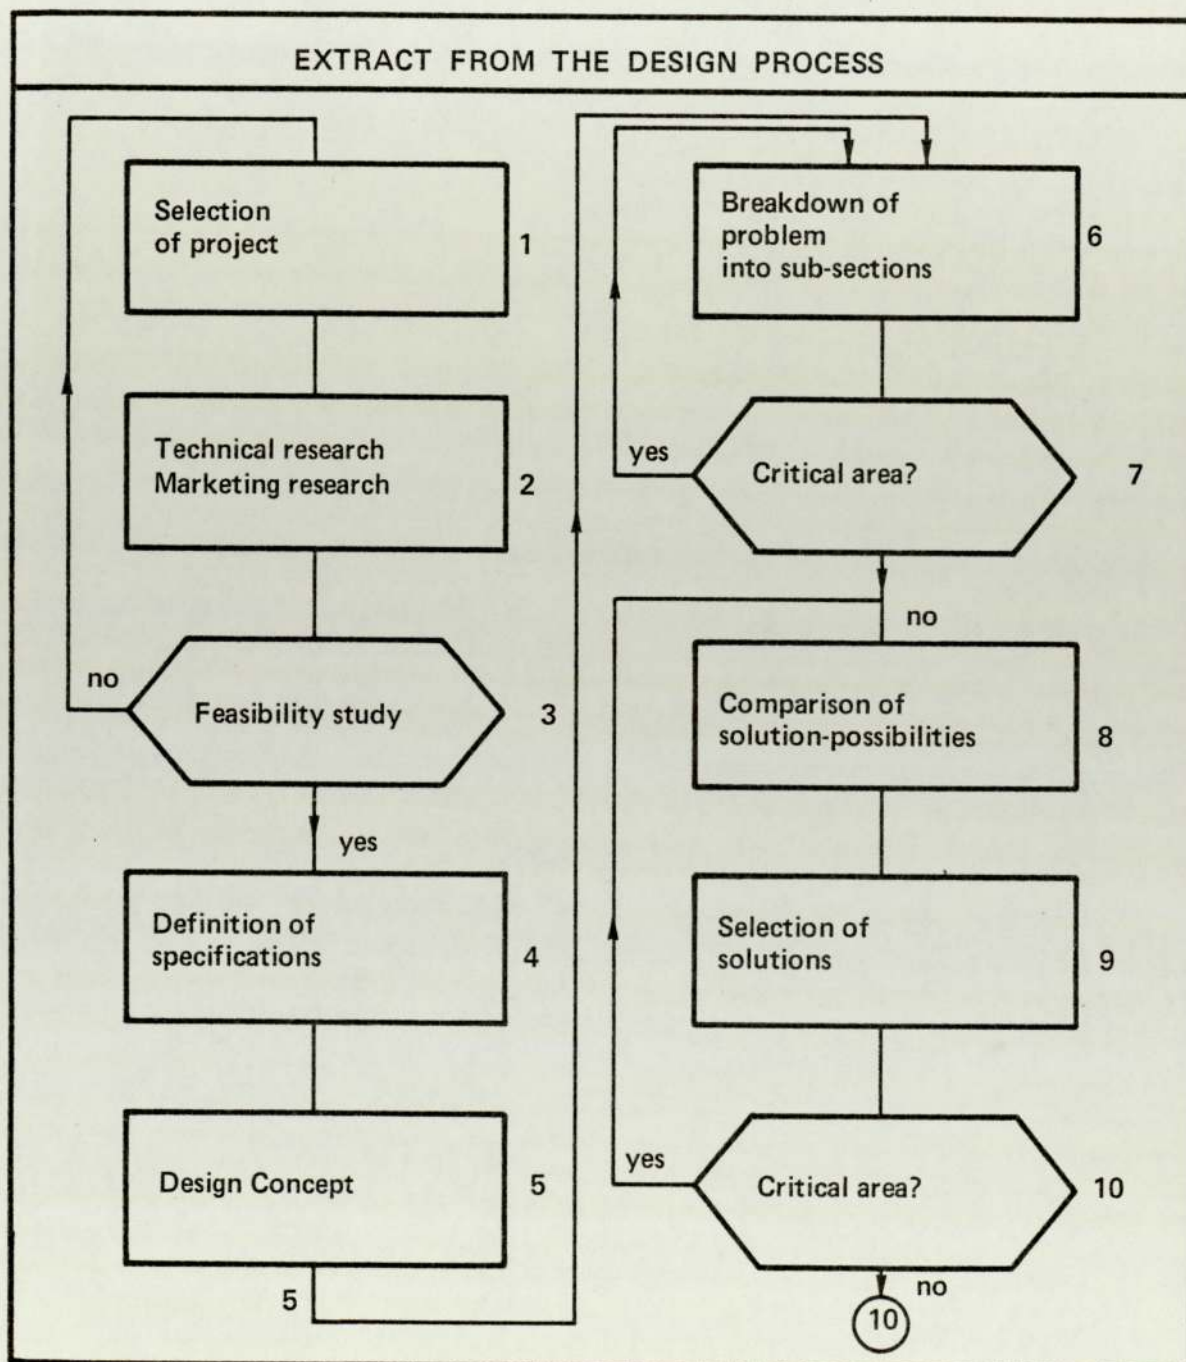 EXTRACT FROM THE DESIGN PROCESS
Selection
of project
1
Technical research
Marketing research
2
no
Feasibility study
3
yes
Definition of
specifications
4
Design Concept
5
5
Breakdown of
problem
into sub-sections
6
yes
Critical area?
7
no
Comparison of
solution-possibilities
8
Selection of
solutions
9
yes
Critical area?
10
no
10